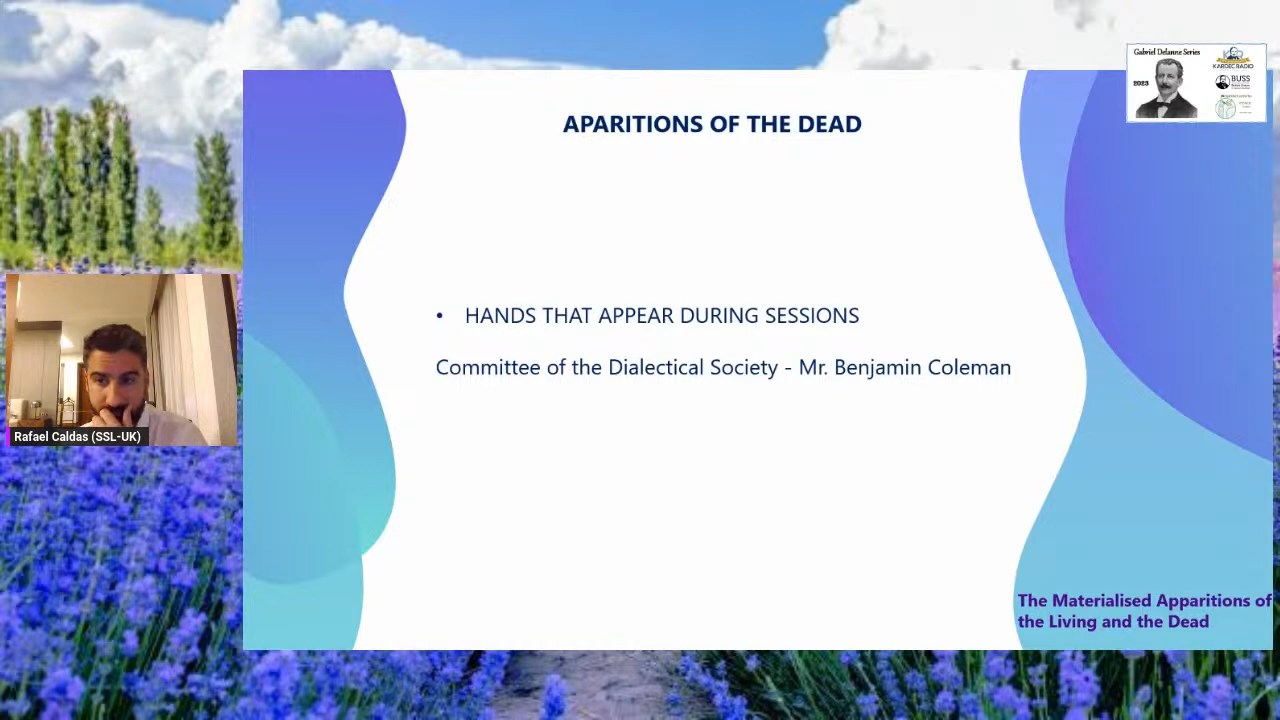 Gabriel Delanne Series
2023
KARDEC RADIO
BUSS
APARITIONS OF THE DEAD
• HANDS THAT APPEAR DURING SESSIONS
Committee of the Dialectical Society - Mr. Benjamin Coleman
Rafael Caldas (SSL-UK)
The Materialised Apparitions of
the Living and the Dead